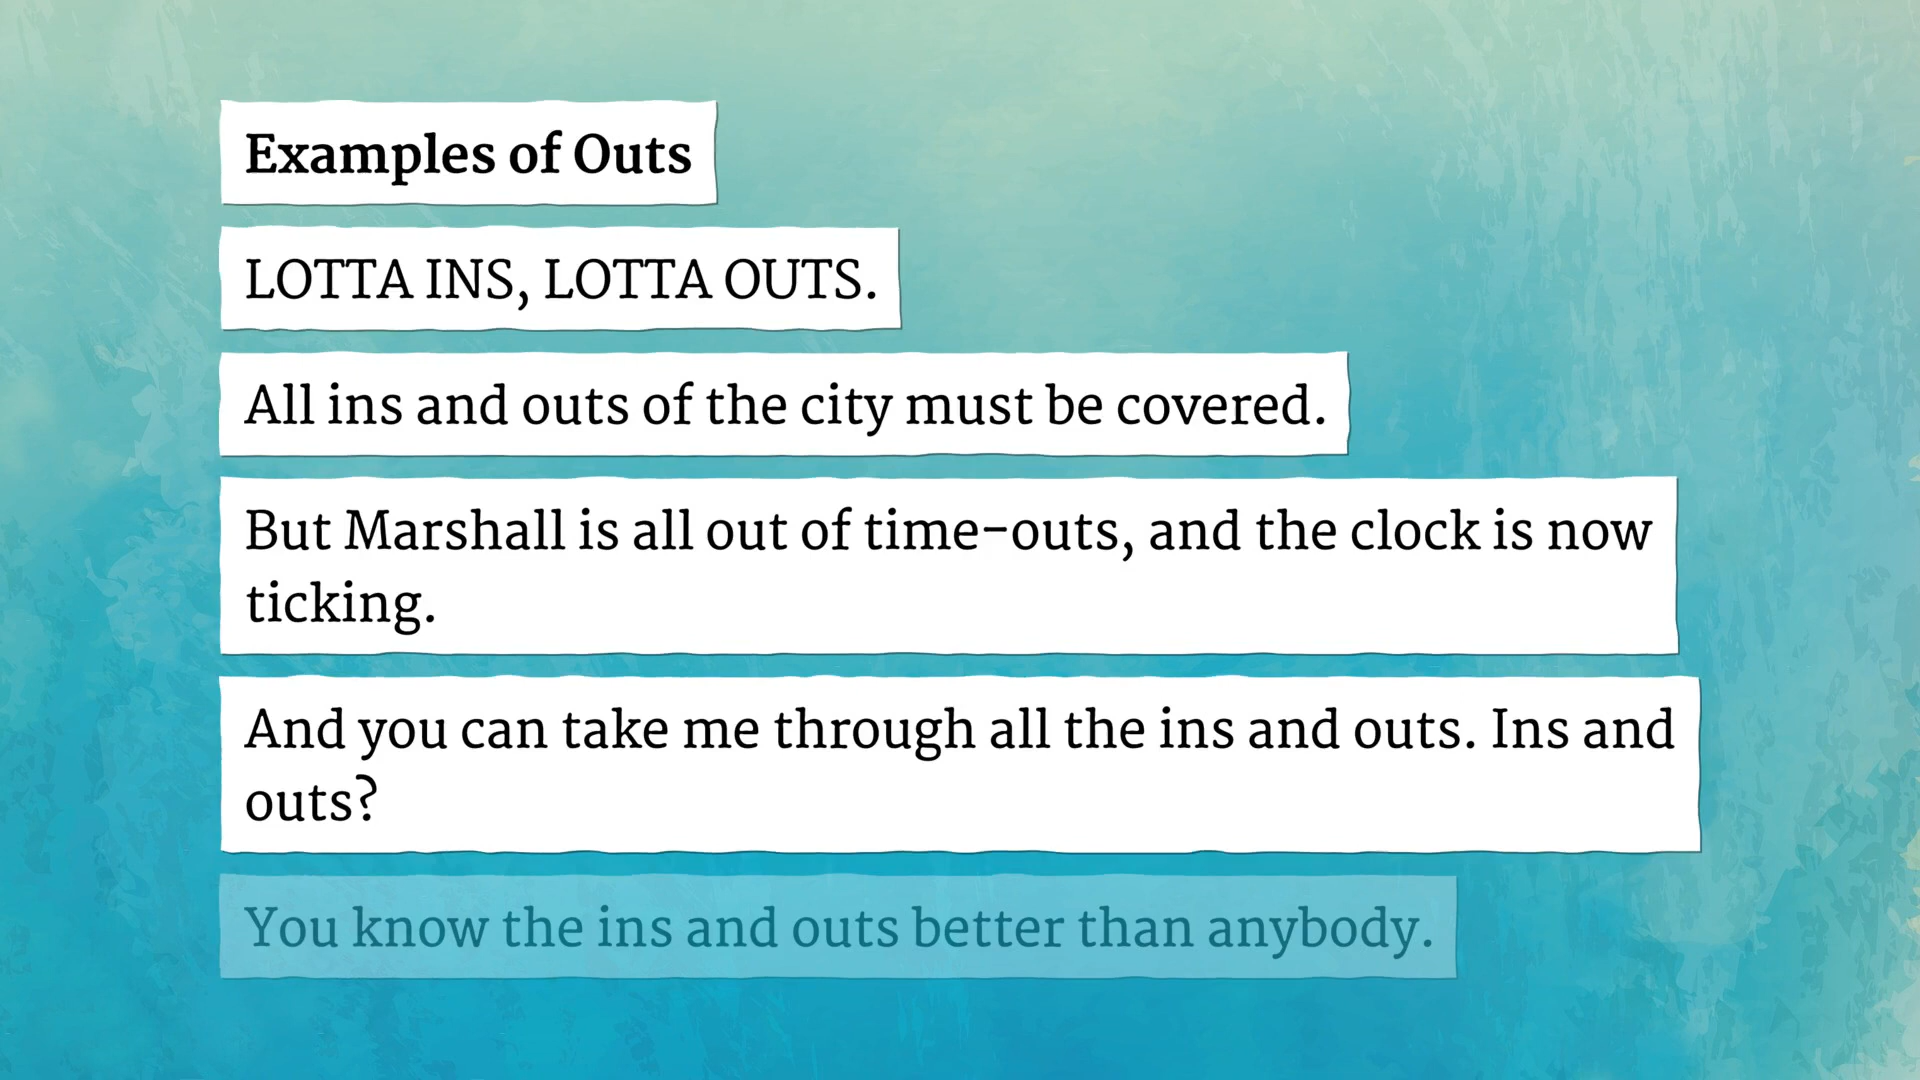 Examples of Outs
LOTTA INS, LOTTA OUTS.
All ins and outs of the city must be covered.
But Marshall is all out of time-outs, and the clock is now
ticking.
And you can take me through all the ins and outs. Ins and
outs?
You know the ins and outs better than anybody.